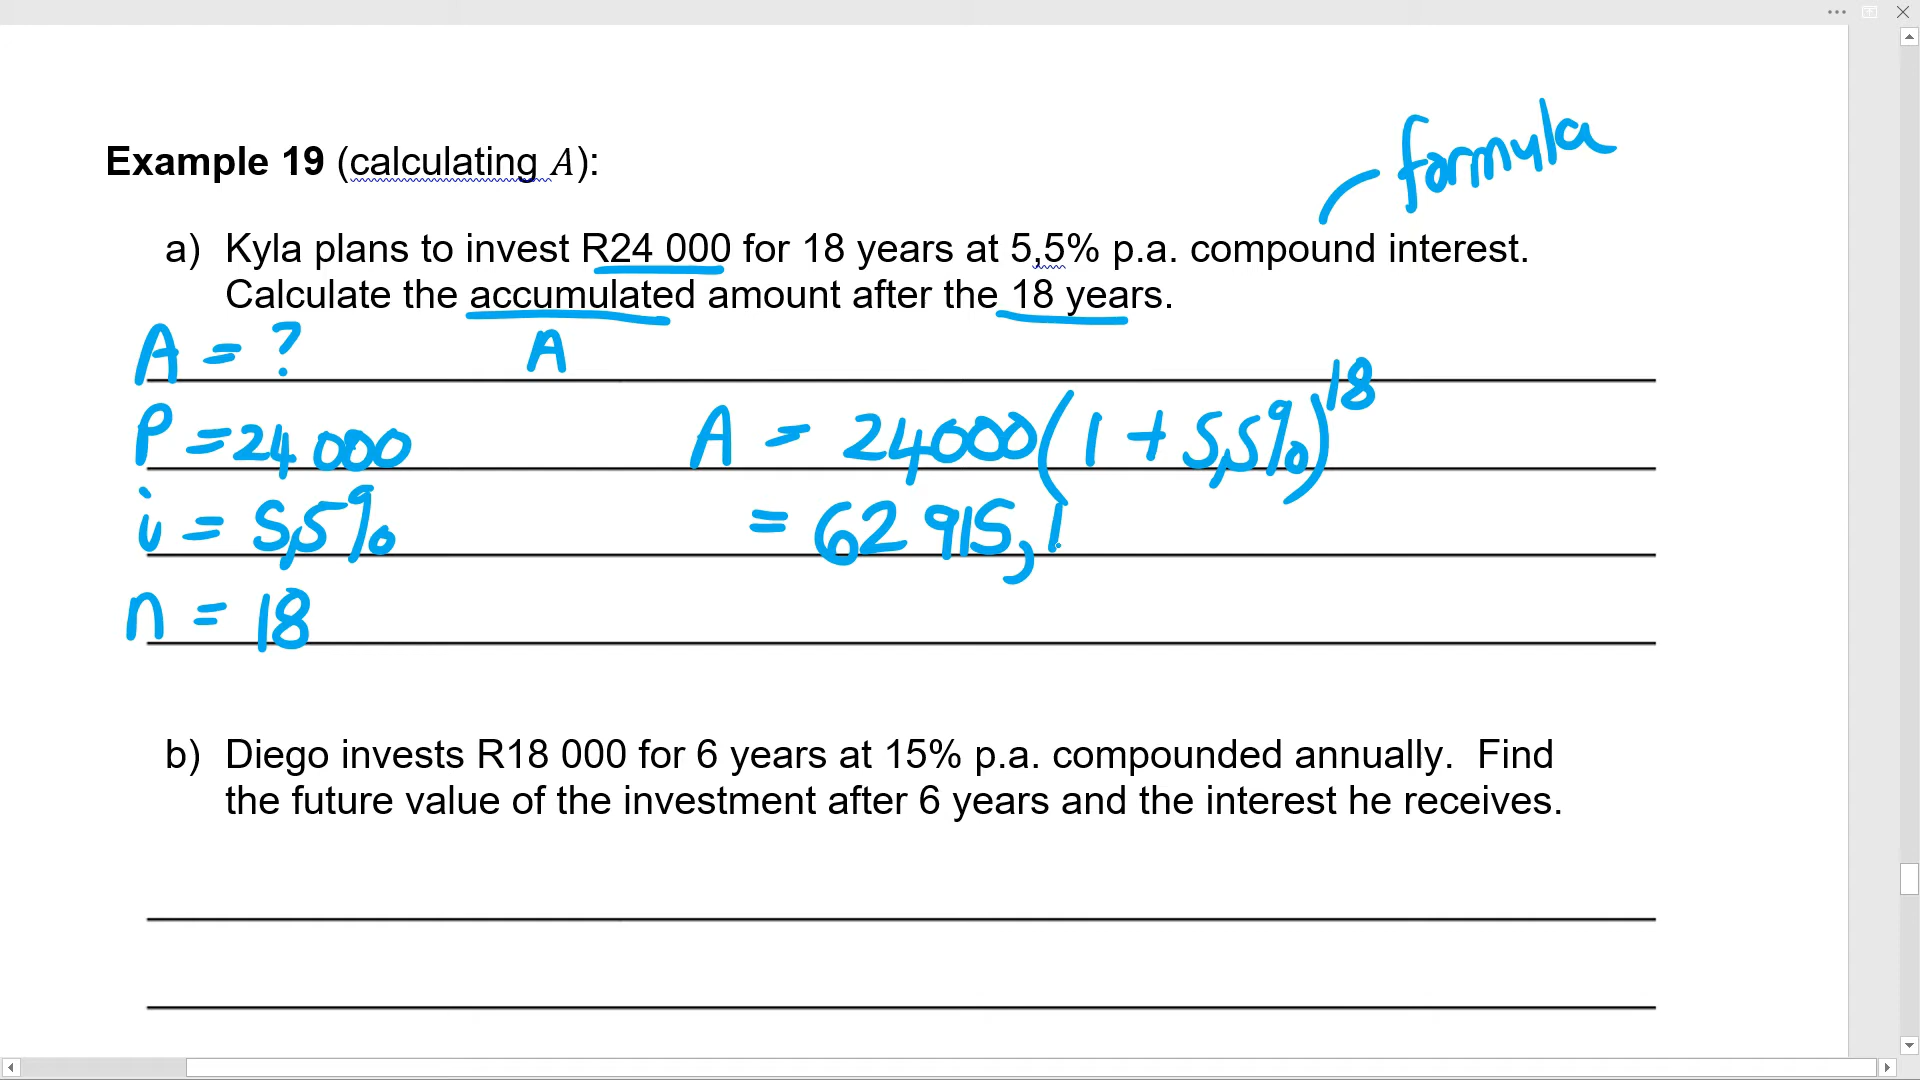 formula
Example 19 (calculating A):
a) Kyla plans to invest R24 000 for 18 years at 5,5% p.a. compound interest.
Calculate the accumulated amount after the 18 years.
A = ? A
P = 24 000 A = 24000(1 + 5,5%)^18
i = 5,5% = 62 915,1
n = 18
b) Diego invests R18 000 for 6 years at 15% p.a. compounded annually. Find
the future value of the investment after 6 years and the interest he receives.